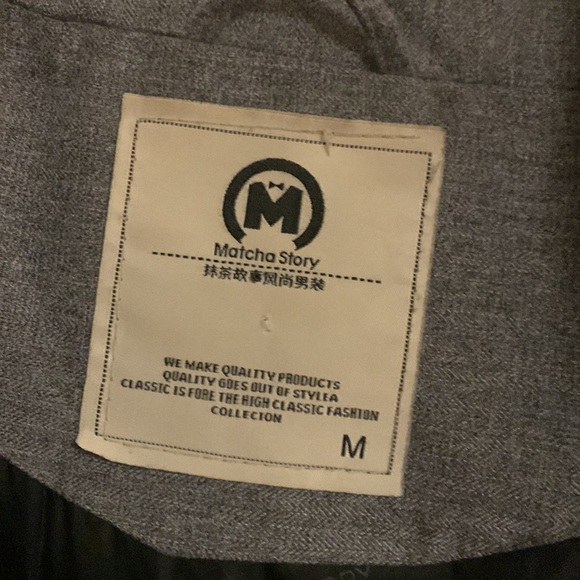 M
Matcha Story
抹茶故事风尚男装
WE MAKE QUALITY PRODUCTS
QUALITY GOES OUT OF STYLEA
CLASSIC IS FORE THE HIGH CLASSIC FASHION
COLLECION
M